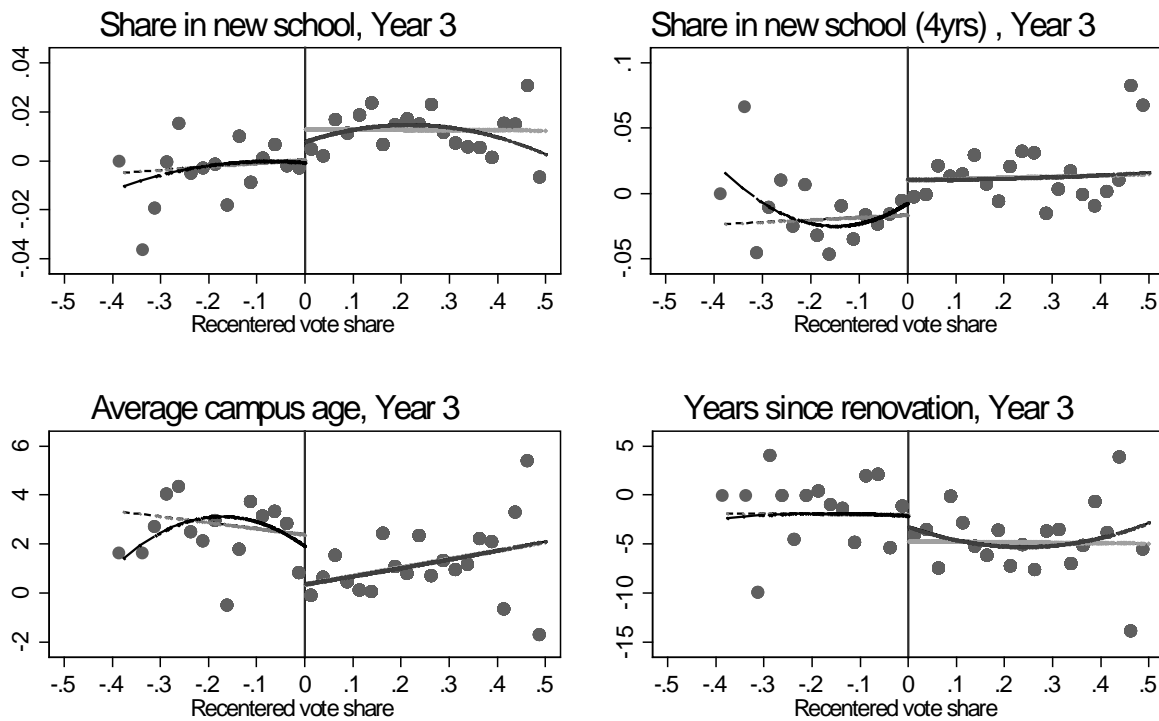 Share in new school, Year 3
.04
.02
0
-.02
-.04
-.5 -.4 -.3 -.2 -.1 0 .1 .2 .3 .4 .5
Recentered vote share
Share in new school (4yrs) , Year 3
.1
.05
0
-.05
-.5 -.4 -.3 -.2 -.1 0 .1 .2 .3 .4 .5
Recentered vote share
Average campus age, Year 3
6
4
2
0
-2
-.5 -.4 -.3 -.2 -.1 0 .1 .2 .3 .4 .5
Recentered vote share
Years since renovation, Year 3
5
0
-5
-10
-15
-.5 -.4 -.3 -.2 -.1 0 .1 .2 .3 .4 .5
Recentered vote share